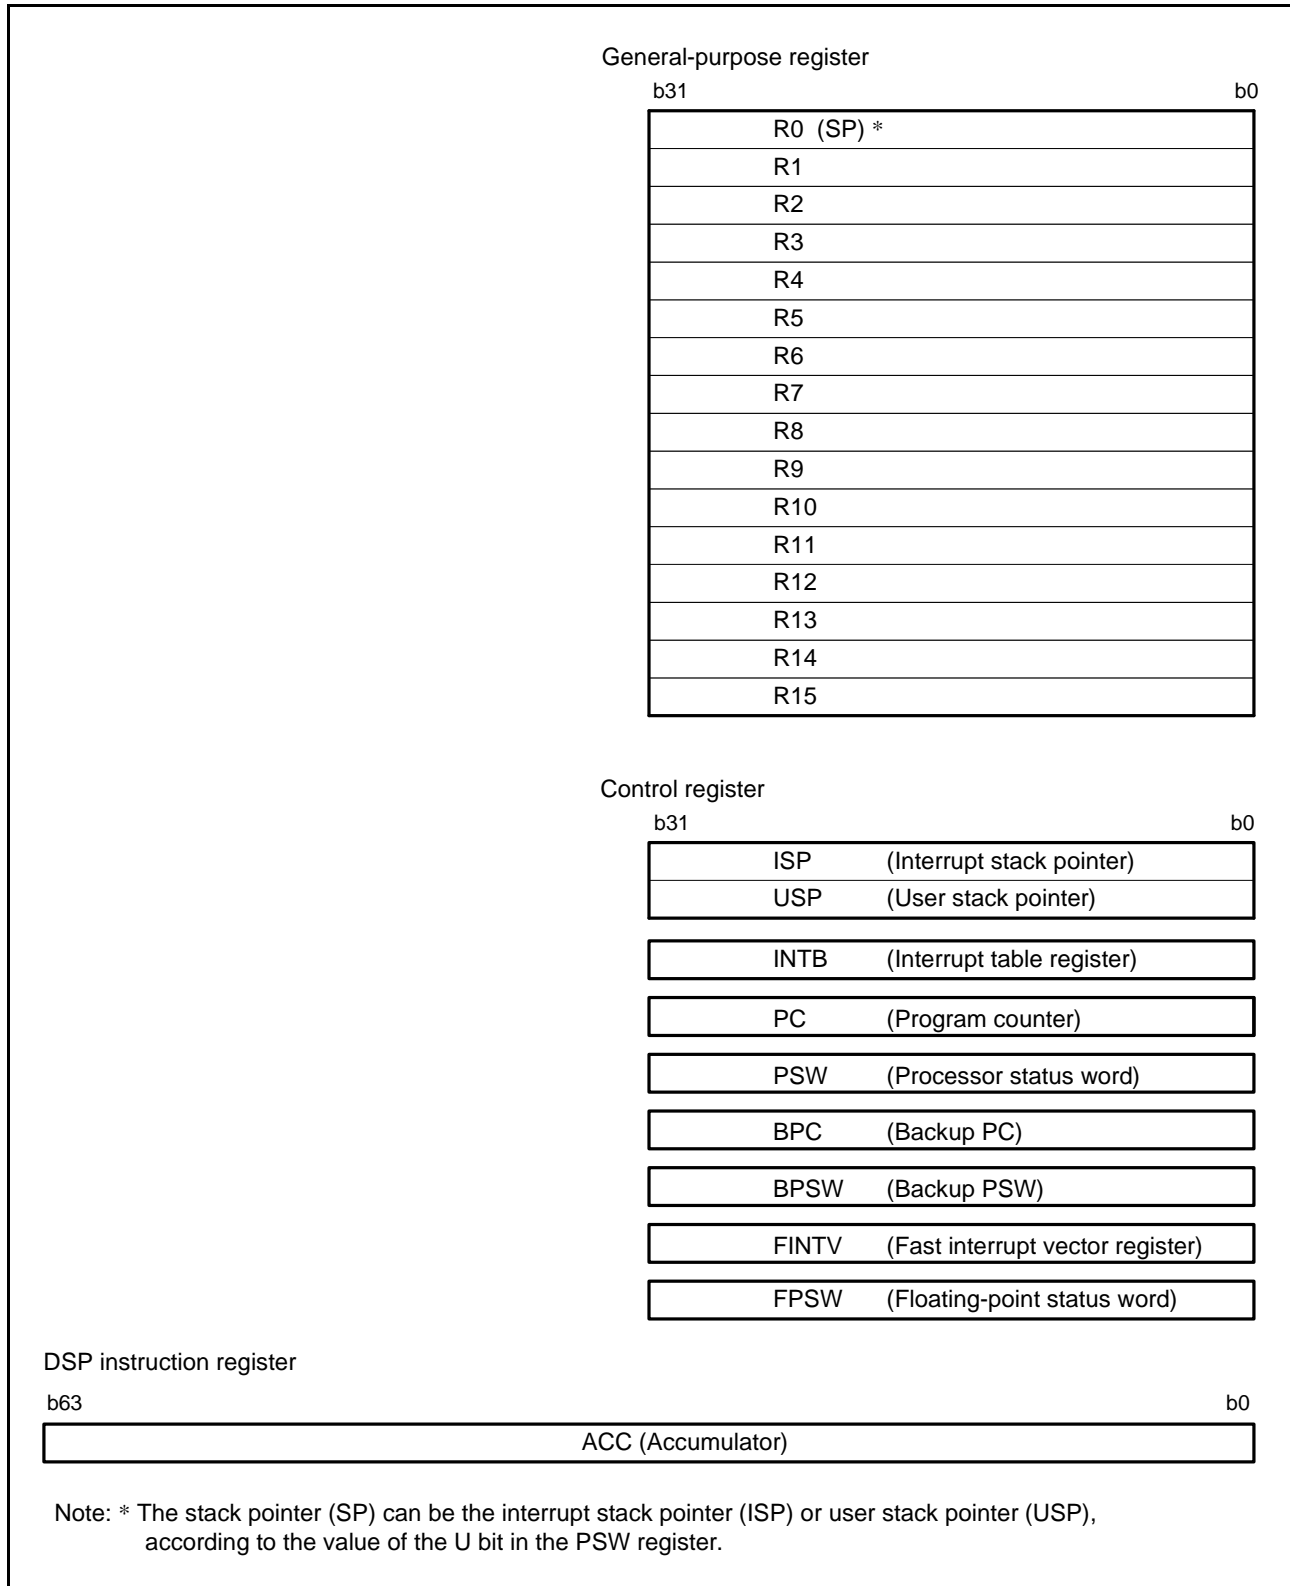 General-purpose register
b31 b0
R0 (SP) *
R1
R2
R3
R4
R5
R6
R7
R8
R9
R10
R11
R12
R13
R14
R15
Control register
b31 b0
ISP (Interrupt stack pointer)
USP (User stack pointer)
INTB (Interrupt table register)
PC (Program counter)
PSW (Processor status word)
BPC (Backup PC)
BPSW (Backup PSW)
FINTV (Fast interrupt vector register)
FPSW (Floating-point status word)
DSP instruction register
b63 b0
ACC (Accumulator)
Note: * The stack pointer (SP) can be the interrupt stack pointer (ISP) or user stack pointer (USP),
according to the value of the U bit in the PSW register.